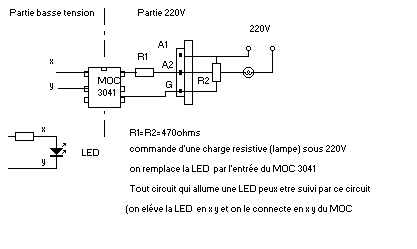 Partie basse tension
Partie 220V
220V
A1
R1
x
A2
MOC
3041
R2
y
G
x
LED
y
R1=R2=470ohms
commande d'une charge resistive (lampe) sous 220V
on remplace la LED par l'entrée du MOC 3041
Tout circuit qui allume une LED peux etre suivi par ce circuit
(on eléve la LED en x y et on le connecte en x y du MOC